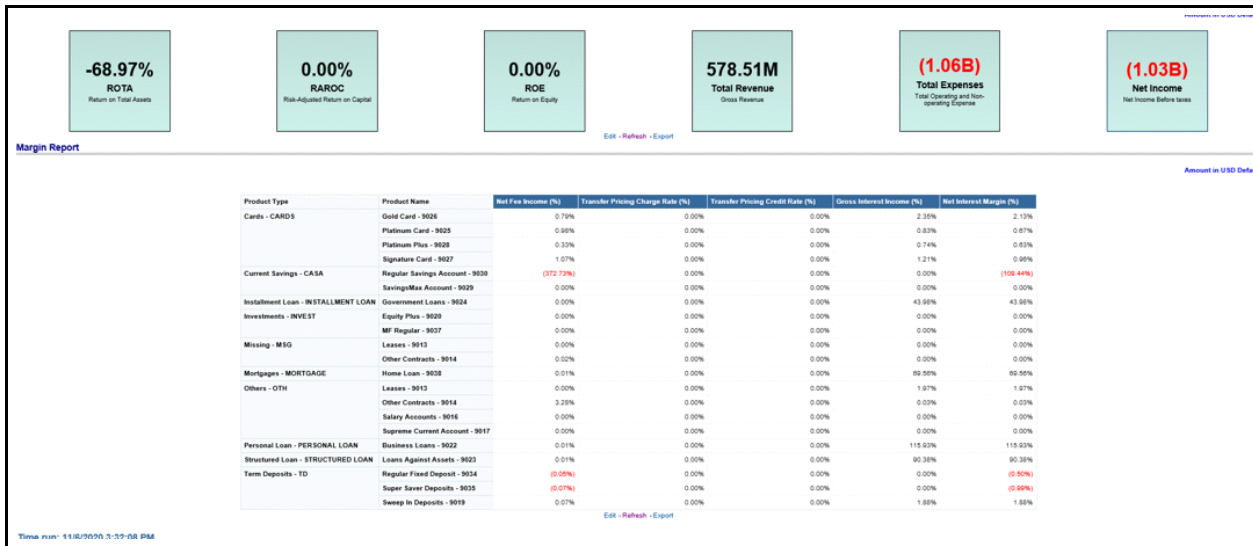 Amount in USD Defa
-68.97%
ROTA
Return on Total Assets
0.00%
RAROC
Risk-Adjusted Return on Capital
0.00%
ROE
Return on Equity
578.51M
Total Revenue
Gross Revenue
(1.06B)
Total Expenses
Total Operating and Non-
operating Expense
(1.03B)
Net Income
Net Income Before taxes
Edit - Refresh - Export
Margin Report
Amount in USD Defa
Product Type Product Name Net Fee Income (%) Transfer Pricing Charge Rate (%) Transfer Pricing Credit Rate (%) Gross Interest Income (%) Net Interest Margin (%)
Cards - CARDS Gold Card - 9026 0.79% 0.00% 0.00% 2.35% 2.13%
Platinum Card - 9025 0.98% 0.00% 0.00% 0.83% 0.67%
Platinum Plus - 9028 0.33% 0.00% 0.00% 0.74% 0.63%
Signature Card - 9027 1.07% 0.00% 0.00% 1.21% 0.96%
Current Savings - CASA Regular Savings Account - 9030 (372.73%) 0.00% 0.00% 0.00% (109.44%)
SavingsMax Account - 9029 0.00% 0.00% 0.00% 0.00% 0.00%
Installment Loan - INSTALLMENT LOAN Government Loans - 9024 0.00% 0.00% 0.00% 43.98% 43.98%
Investments - INVEST Equity Plus - 9020 0.00% 0.00% 0.00% 0.00% 0.00%
MF Regular - 9037 0.00% 0.00% 0.00% 0.00% 0.00%
Missing - MSG Leases - 9013 0.00% 0.00% 0.00% 0.00% 0.00%
Other Contracts - 9014 0.02% 0.00% 0.00% 0.00% 0.00%
Mortgages - MORTGAGE Home Loan - 9038 0.01% 0.00% 0.00% 69.56% 69.56%
Others - OTH Leases - 9013 0.00% 0.00% 0.00% 1.97% 1.97%
Other Contracts - 9014 3.28% 0.00% 0.00% 0.03% 0.03%
Salary Accounts - 9016 0.00% 0.00% 0.00% 0.00% 0.00%
Supreme Current Account - 9017 0.00% 0.00% 0.00% 0.00% 0.00%
Personal Loan - PERSONAL LOAN Business Loans - 9022 0.01% 0.00% 0.00% 115.93% 115.93%
Structured Loan - STRUCTURED LOAN Loans Against Assets - 9023 0.01% 0.00% 0.00% 90.38% 90.38%
Term Deposits - TD Regular Fixed Deposit - 9034 (0.05%) 0.00% 0.00% 0.00% (0.50%)
Super Saver Deposits - 9035 (0.07%) 0.00% 0.00% 0.00% (0.99%)
Sweep In Deposits - 9019 0.07% 0.00% 0.00% 1.88% 1.88%
Edit - Refresh - Export
Time run: 11/6/2020 3:32:08 PM